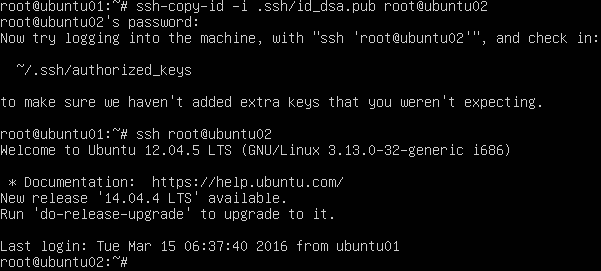 root@ubuntu01:~# ssh-copy-id -i .ssh/id_dsa.pub root@ubuntu02
root@ubuntu02's password:
Now try logging into the machine, with "ssh 'root@ubuntu02'", and check in:
~/.ssh/authorized_keys
to make sure we haven't added extra keys that you weren't expecting.
root@ubuntu01:~# ssh root@ubuntu02
Welcome to Ubuntu 12.04.5 LTS (GNU/Linux 3.13.0-32-generic i686)
* Documentation:  https://help.ubuntu.com/
New release '14.04.4 LTS' available.
Run 'do-release-upgrade' to upgrade to it.
Last login: Tue Mar 15 06:37:40 2016 from ubuntu01
root@ubuntu02:~#